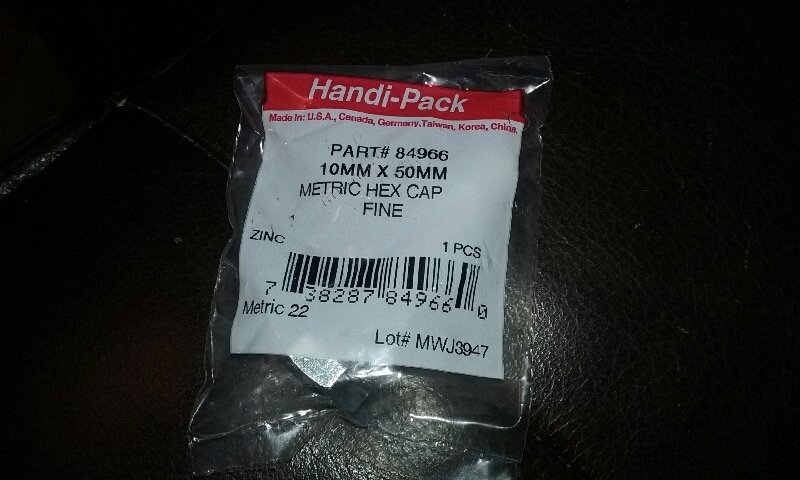 Handi-Pack
Made in: U.S.A., Canada, Germany, Taiwan, Korea, China.
PART# 84966
10MM X 50MM
METRIC HEX CAP
FINE
ZINC
1 PCS
7 38287 84966 0
Metric 22
Lot# MWJ3947